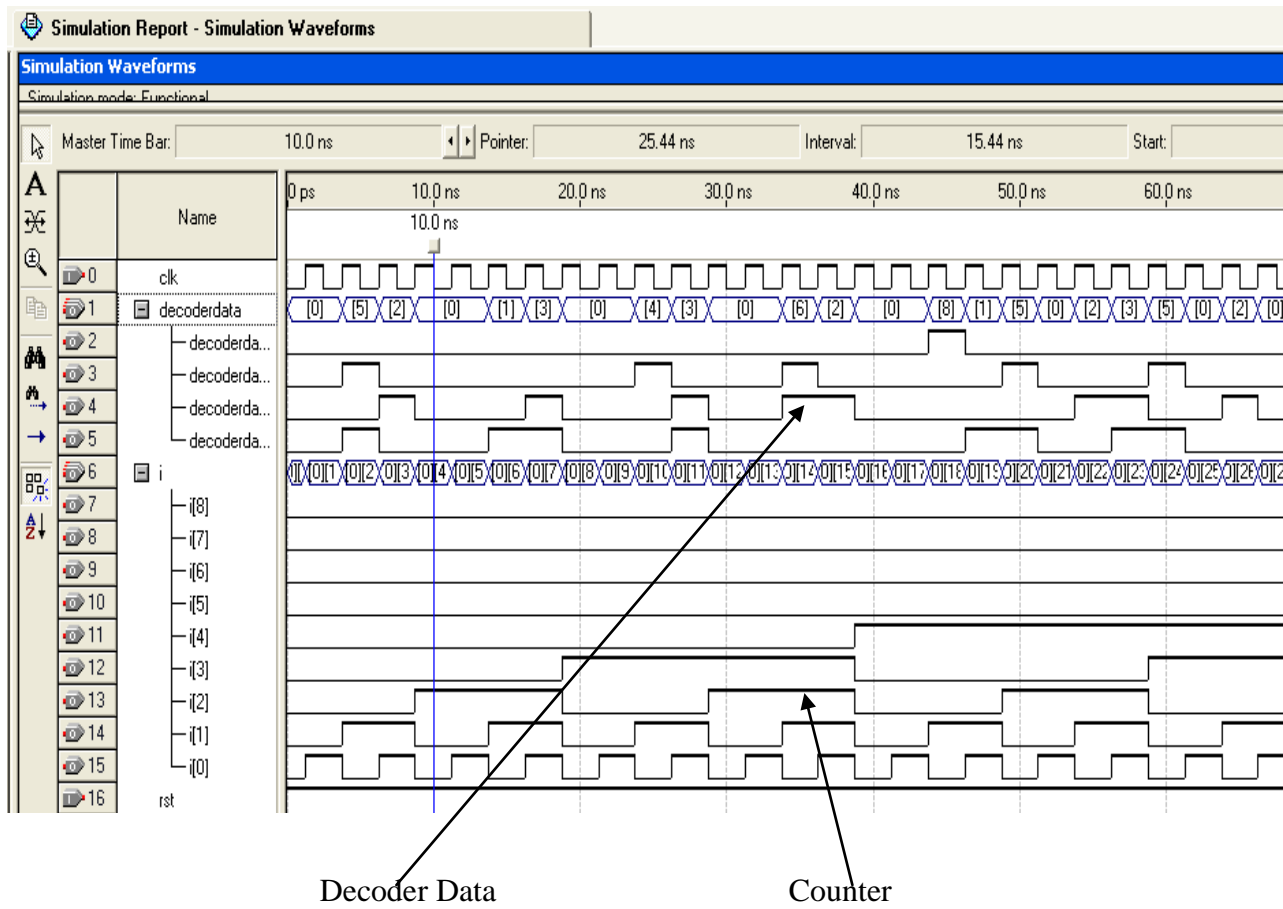 Simulation Report - Simulation Waveforms
Simulation Waveforms
Simulation mode: Functional
Master Time Bar: 10.0 ns Pointer: 25.44 ns Interval: 15.44 ns Start:
A
Name
0 ps 10.0 ns 20.0 ns 30.0 ns 40.0 ns 50.0 ns 60.0 ns
10.0 ns
0 clk
1 decoderdata [0] [5] [2] [0] [1] [3] [0] [4] [3] [0] [6] [2] [0] [8] [1] [5] [0] [2] [3] [5] [0] [2] [0]
2 decoderda...
3 decoderda...
4 decoderda...
5 decoderda...
6 i
7 i[8]
8 i[7]
9 i[6]
10 i[5]
11 i[4]
12 i[3]
13 i[2]
14 i[1]
15 i[0]
16 rst
A
Z
Decoder Data Counter